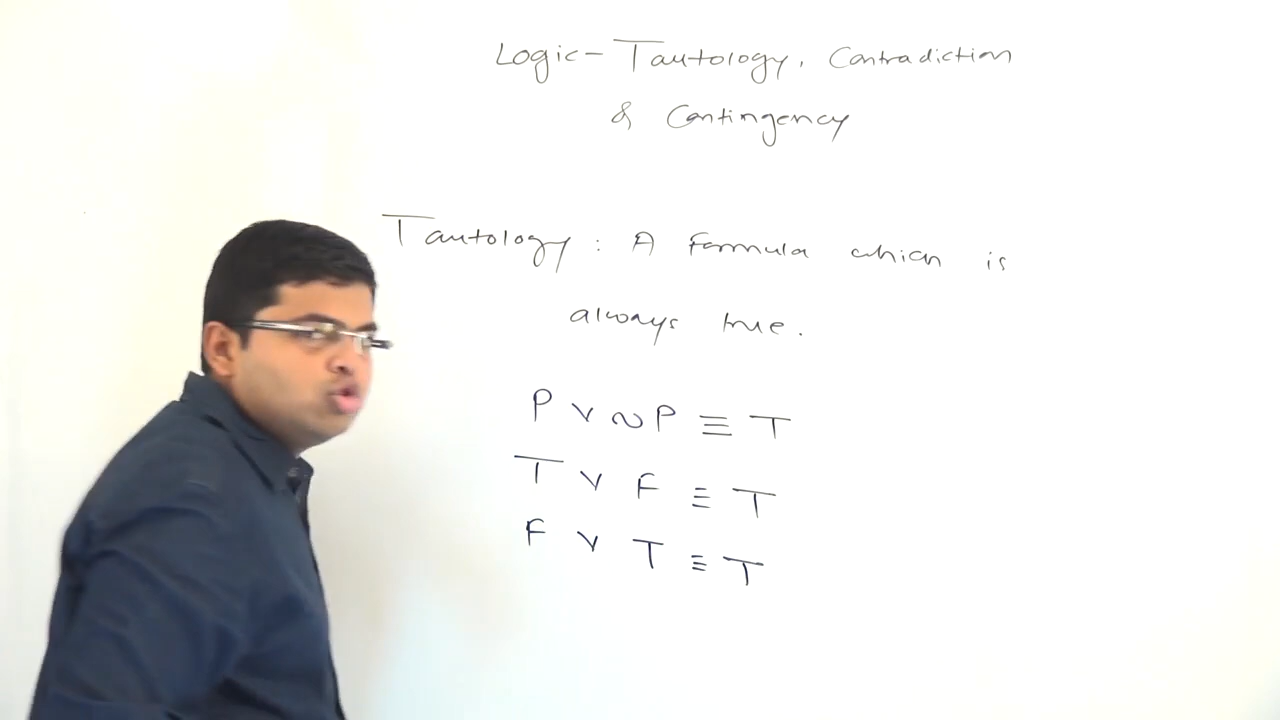 Logic- Tautology, Contradiction
& Contingency
Tautology : A formula which is
always true.
P ∨ ~P ≡ T
T ∨ F ≡ T
F ∨ T ≡ T